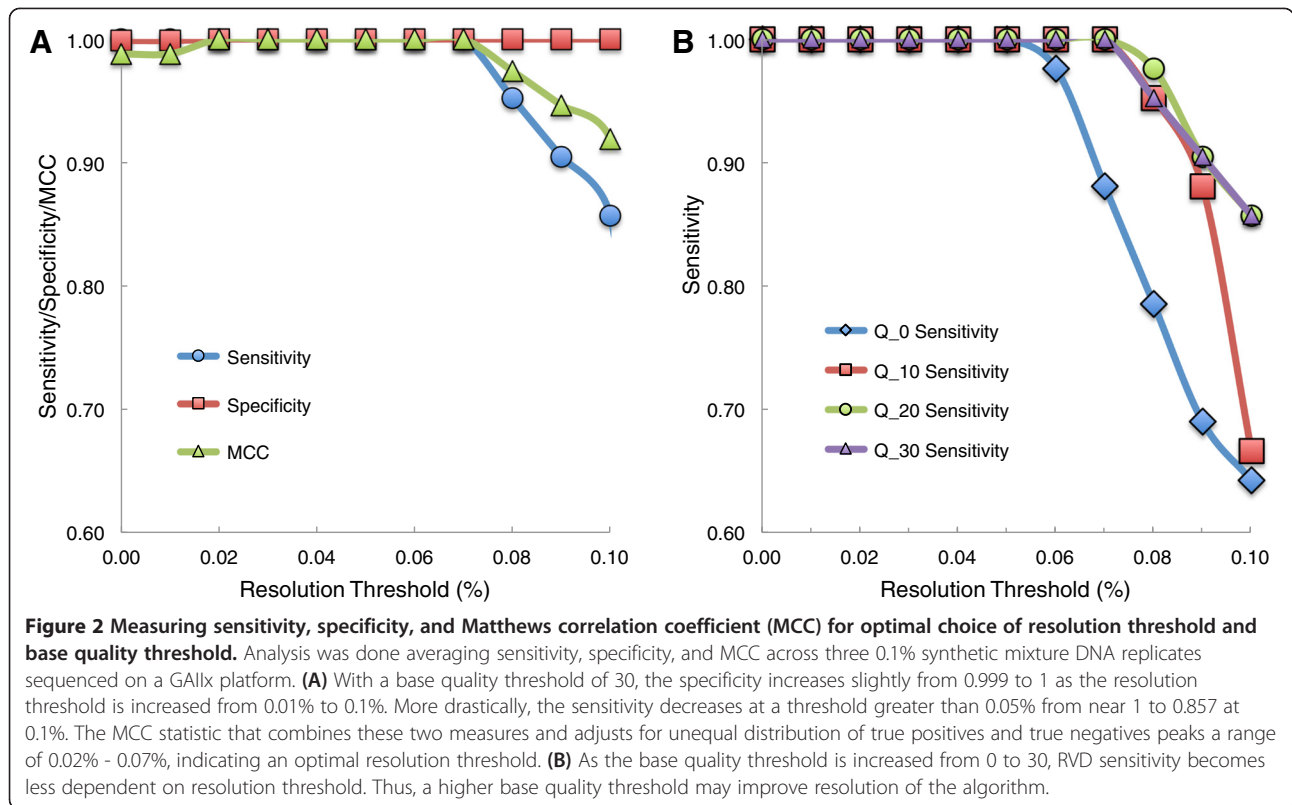 A
1.00
0.90
0.80
0.70
0.60
Sensitivity/Specificity/MCC
Sensitivity
Specificity
MCC
0.00 0.02 0.04 0.06 0.08 0.10
Resolution Threshold (%)
B
1.00
0.90
0.80
0.70
0.60
Sensitivity
Q_0 Sensitivity
Q_10 Sensitivity
Q_20 Sensitivity
Q_30 Sensitivity
0.00 0.02 0.04 0.06 0.08 0.10
Resolution Threshold (%)
Figure 2 Measuring sensitivity, specificity, and Matthews correlation coefficient (MCC) for optimal choice of resolution threshold and
base quality threshold. Analysis was done averaging sensitivity, specificity, and MCC across three 0.1% synthetic mixture DNA replicates
sequenced on a GAIIx platform. (A) With a base quality threshold of 30, the specificity increases slightly from 0.999 to 1 as the resolution
threshold is increased from 0.01% to 0.1%. More drastically, the sensitivity decreases at a threshold greater than 0.05% from near 1 to 0.857 at
0.1%. The MCC statistic that combines these two measures and adjusts for unequal distribution of true positives and true negatives peaks a range
of 0.02% - 0.07%, indicating an optimal resolution threshold. (B) As the base quality threshold is increased from 0 to 30, RVD sensitivity becomes
less dependent on resolution threshold. Thus, a higher base quality threshold may improve resolution of the algorithm.